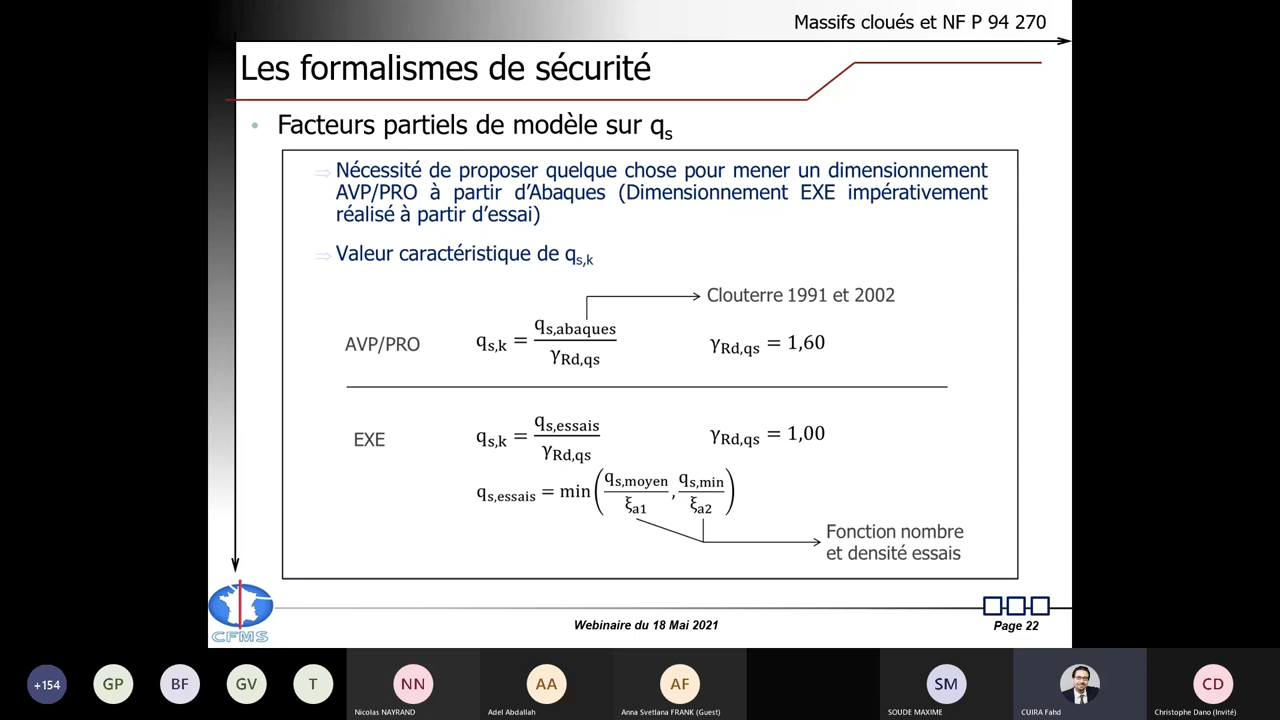 Massifs cloués et NF P 94 270
Les formalismes de sécurité
• Facteurs partiels de modèle sur qs
⇒ Nécessité de proposer quelque chose pour mener un dimensionnement
AVP/PRO à partir d'Abaques (Dimensionnement EXE impérativement
réalisé à partir d'essai)
⇒ Valeur caractéristique de qs,k
Clouterre 1991 et 2002
AVP/PRO qs,k = qs,abaques / γRd,qs γRd,qs = 1,60
EXE qs,k = qs,essais / γRd,qs γRd,qs = 1,00
qs,essais = min(qs,moyen / ξa1 , qs,min / ξa2)
Fonction nombre
et densité essais
CFMS
Webinaire du 18 Mai 2021
Page 22
+154
GP
BF
GV
T
NN
AA
AF
SM
CD
Nicolas NAYRAND
Adel Abdallah
Anna Svetlana FRANK (Guest)
SOUDE MAXIME
CUIRA Fahd
Christophe Dano (Invité)